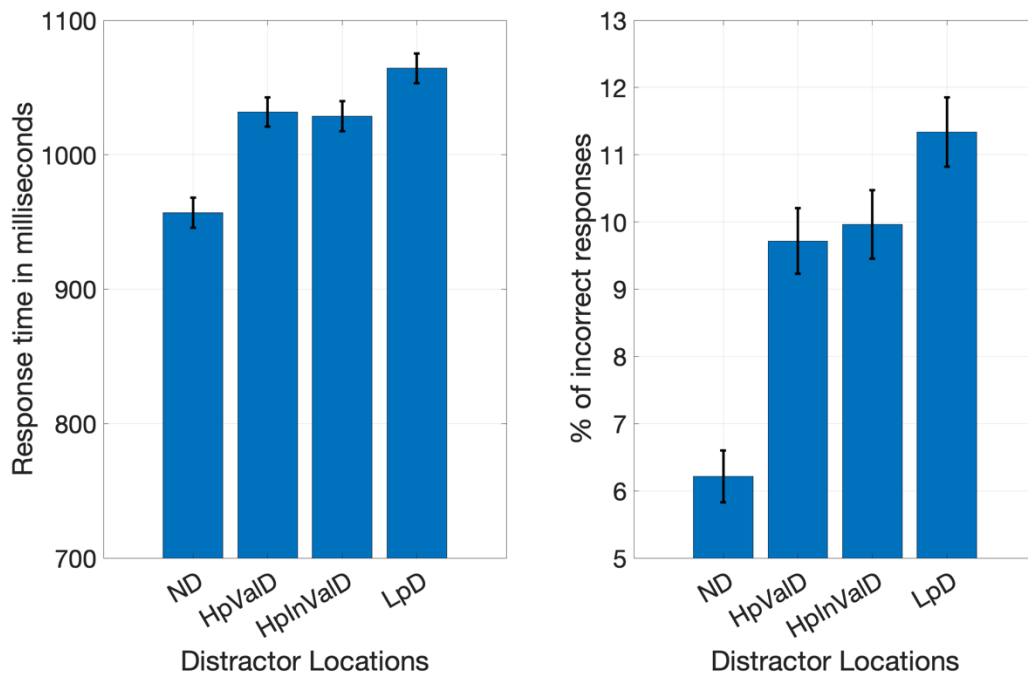 Response time in milliseconds
1100
1000
900
800
700
ND
HpValD
HpInValD
LpD
Distractor Locations
% of incorrect responses
13
12
11
10
9
8
7
6
5
ND
HpValD
HpInValD
LpD
Distractor Locations